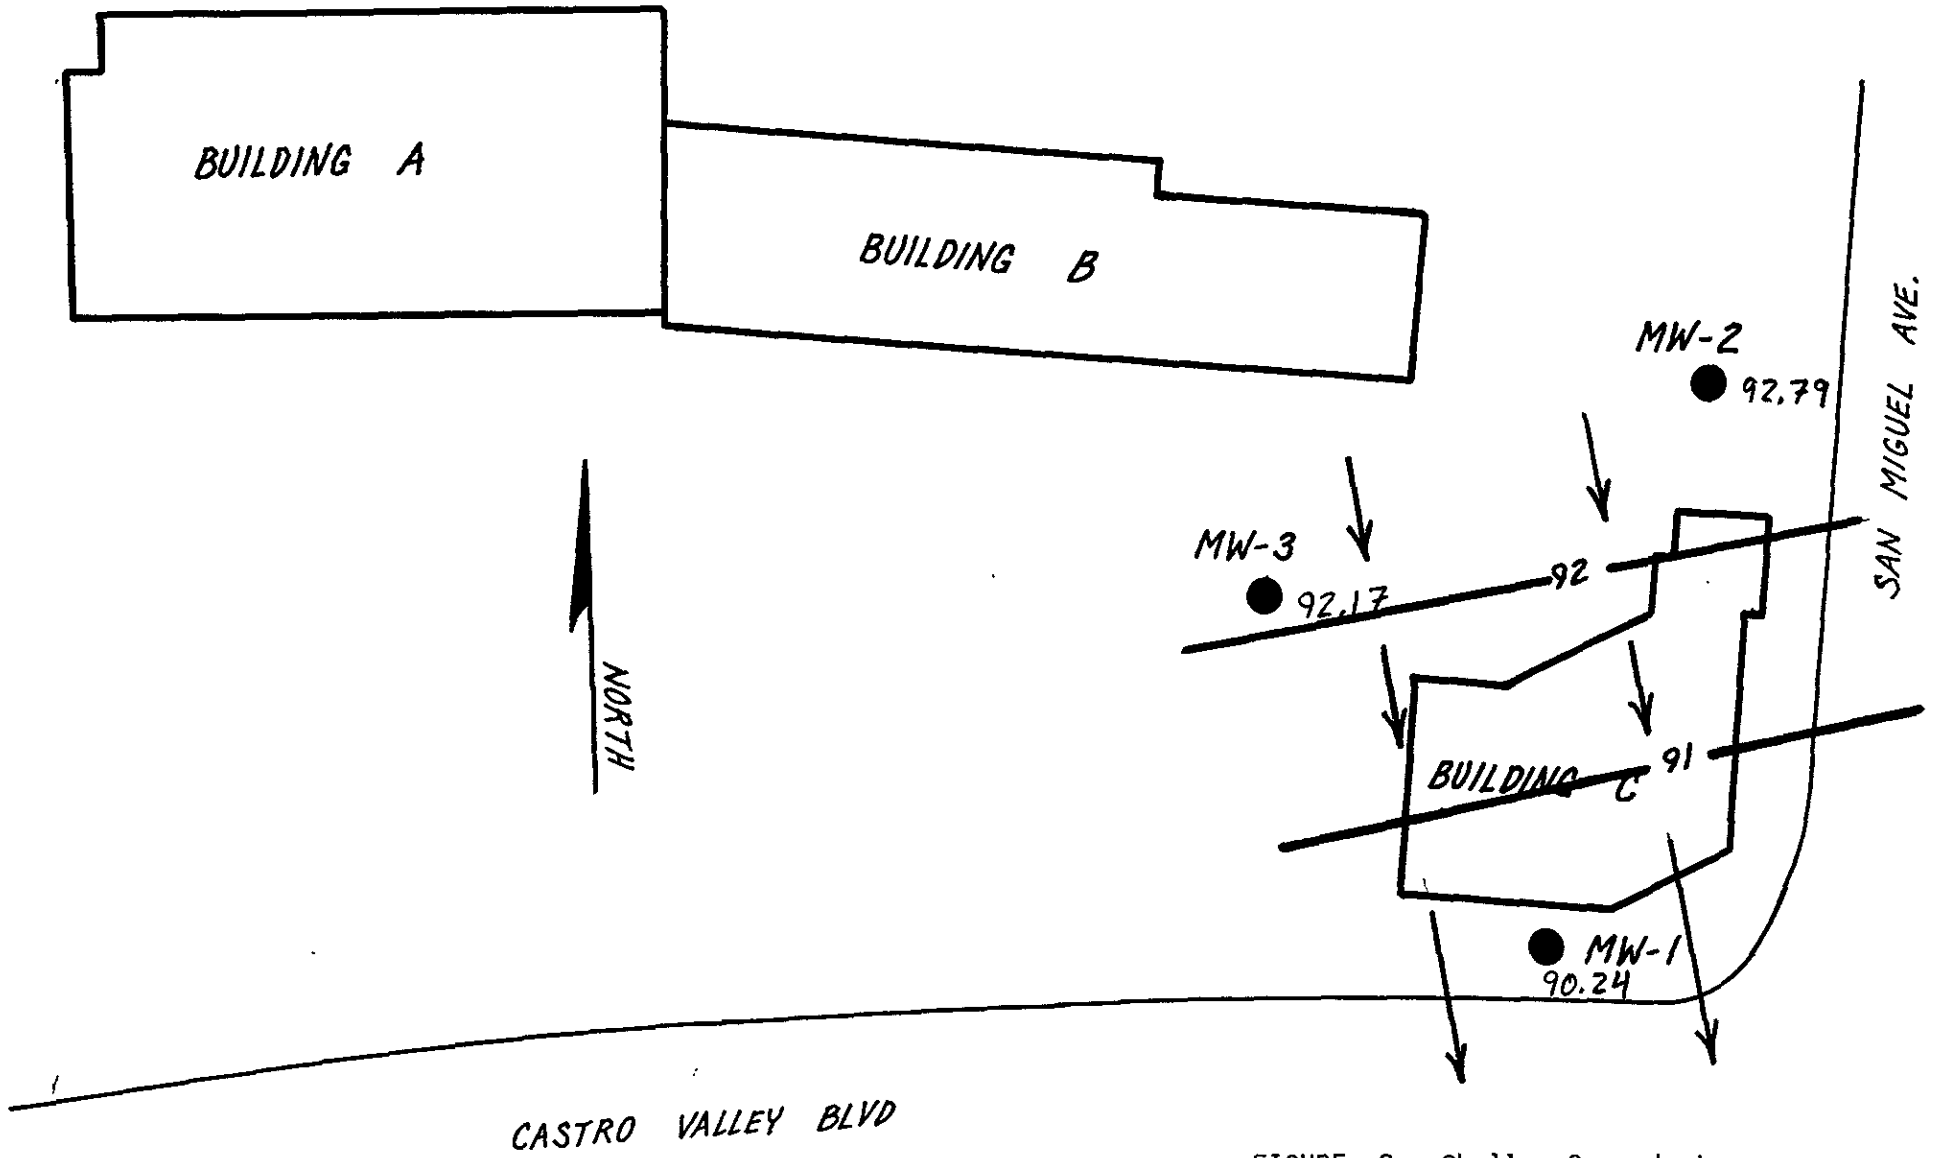 BUILDING A
BUILDING B
MW-2
92.79
SAN MIGUEL AVE.
MW-3
92.17
92
NORTH
91
BUILDING C
MW-1
90.24
CASTRO VALLEY BLVD